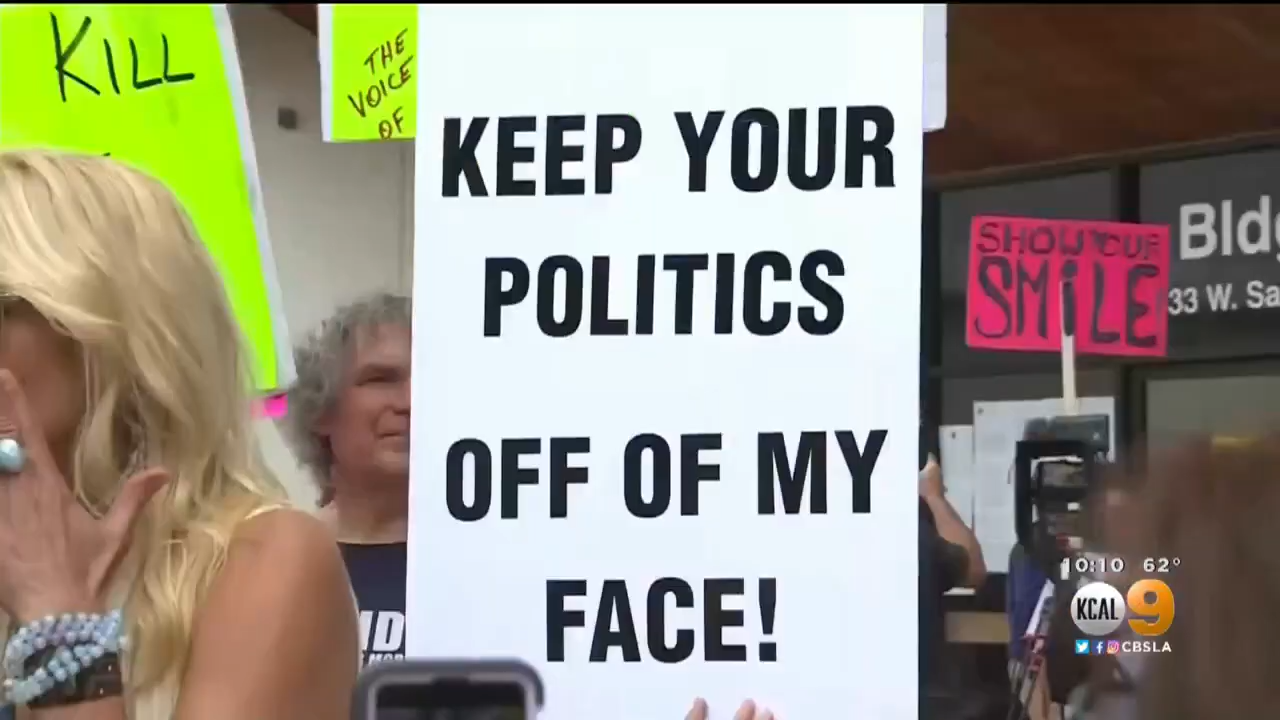 KILL
THE
VOICE
OF
KEEP YOUR
POLITICS
OFF OF MY
FACE!
SHOW YOUR
SMiLE
Bldg
33 W. Sa
10:10 62°
KCAL 9
CBSLA